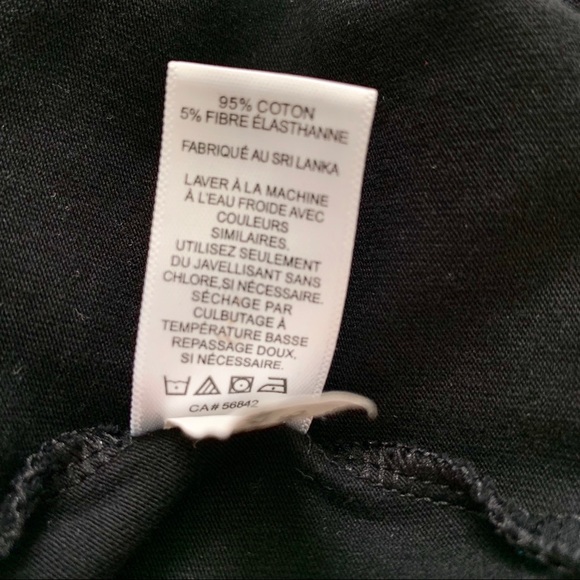 95% COTON
5% FIBRE ÉLASTHANNE
FABRIQUÉ AU SRI LANKA
LAVER À LA MACHINE
À L'EAU FROIDE AVEC
COULEURS
SIMILAIRES.
UTILISEZ SEULEMENT
DU JAVELLISANT SANS
CHLORE,SI NÉCESSAIRE.
SÉCHAGE PAR
CULBUTAGE À
TEMPÉRATURE BASSE
REPASSAGE DOUX,
SI NÉCESSAIRE.
CA# 56842